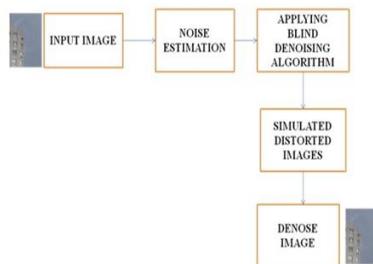 INPUT IMAGE
NOISE
ESTIMATION
APPLYING
BLIND
DENOISING
ALGORITHM
SIMULATED
DISTORTED
IMAGES
DENOSE
IMAGE